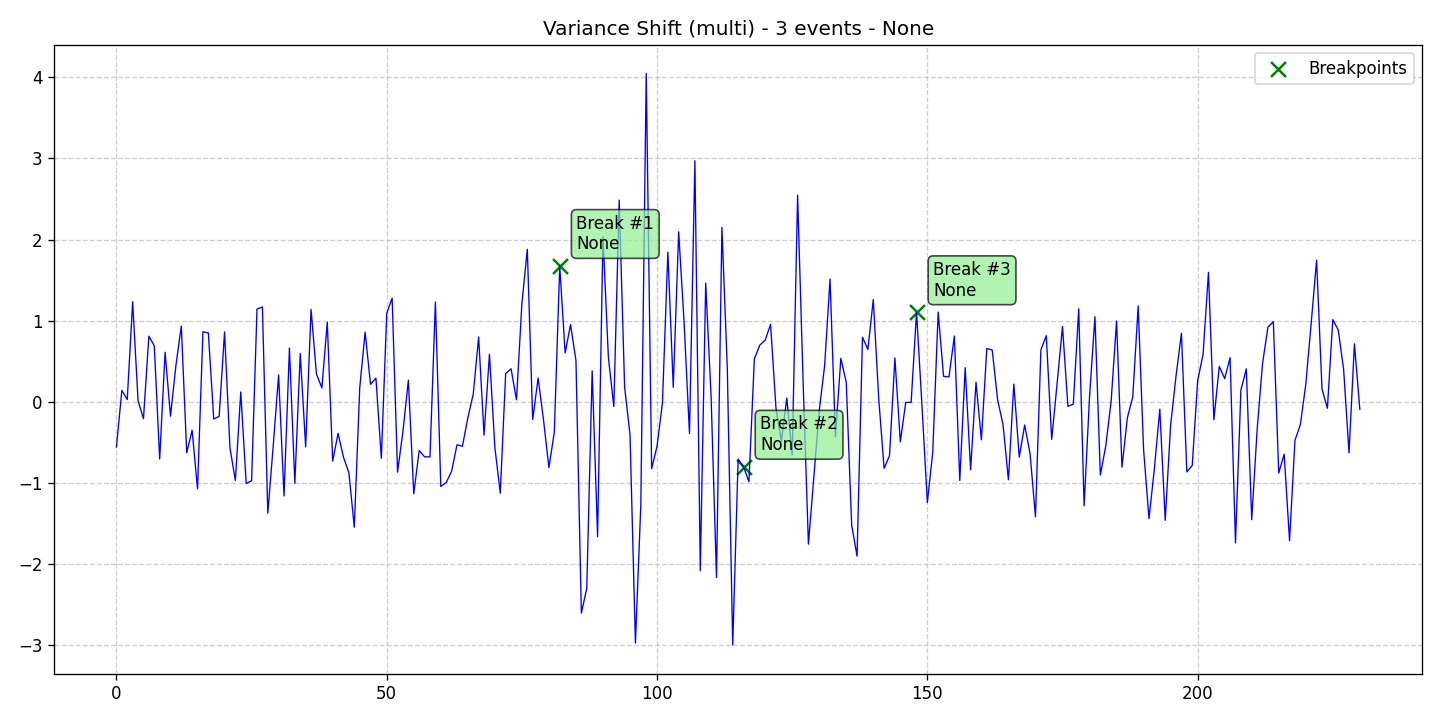 Variance Shift (multi) - 3 events - None
Breakpoints
4
3
2
1
0
−1
−2
−3
Break #1
None
Break #2
None
Break #3
None
0
50
100
150
200